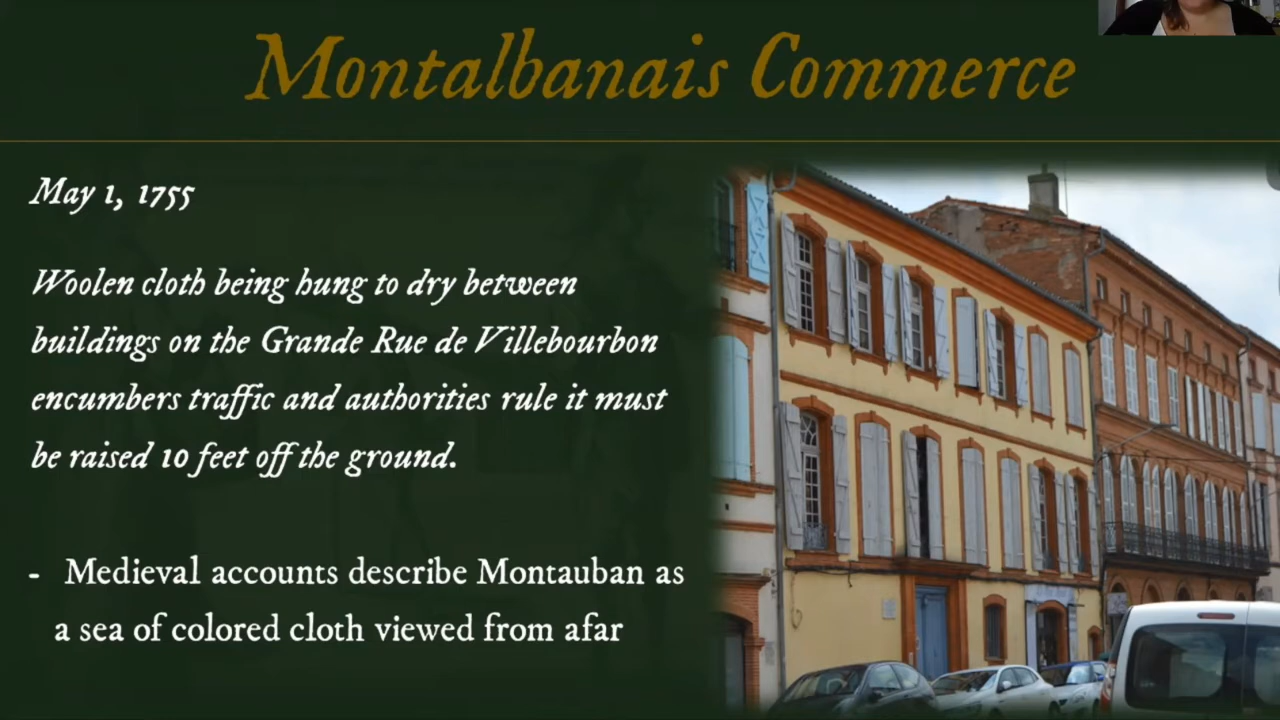 Montalbanais Commerce
May 1, 1755
Woolen cloth being hung to dry between
buildings on the Grande Rue de Villebourbon
encumbers traffic and authorities rule it must
be raised 10 feet off the ground.
- Medieval accounts describe Montauban as
a sea of colored cloth viewed from afar